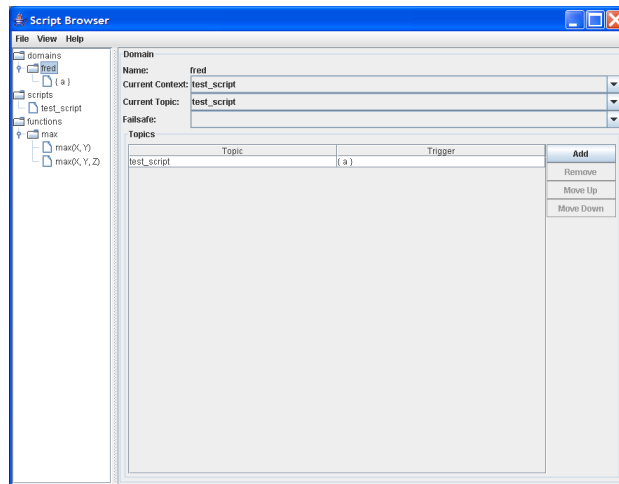 Script Browser
File View Help
domains
fred
( a )
scripts
test_script
functions
max
max(X, Y)
max(X, Y, Z)
Domain
Name: fred
Current Context: test_script
Current Topic: test_script
Failsafe:
Topics
Topic Trigger
test_script ( a )
Add
Remove
Move Up
Move Down